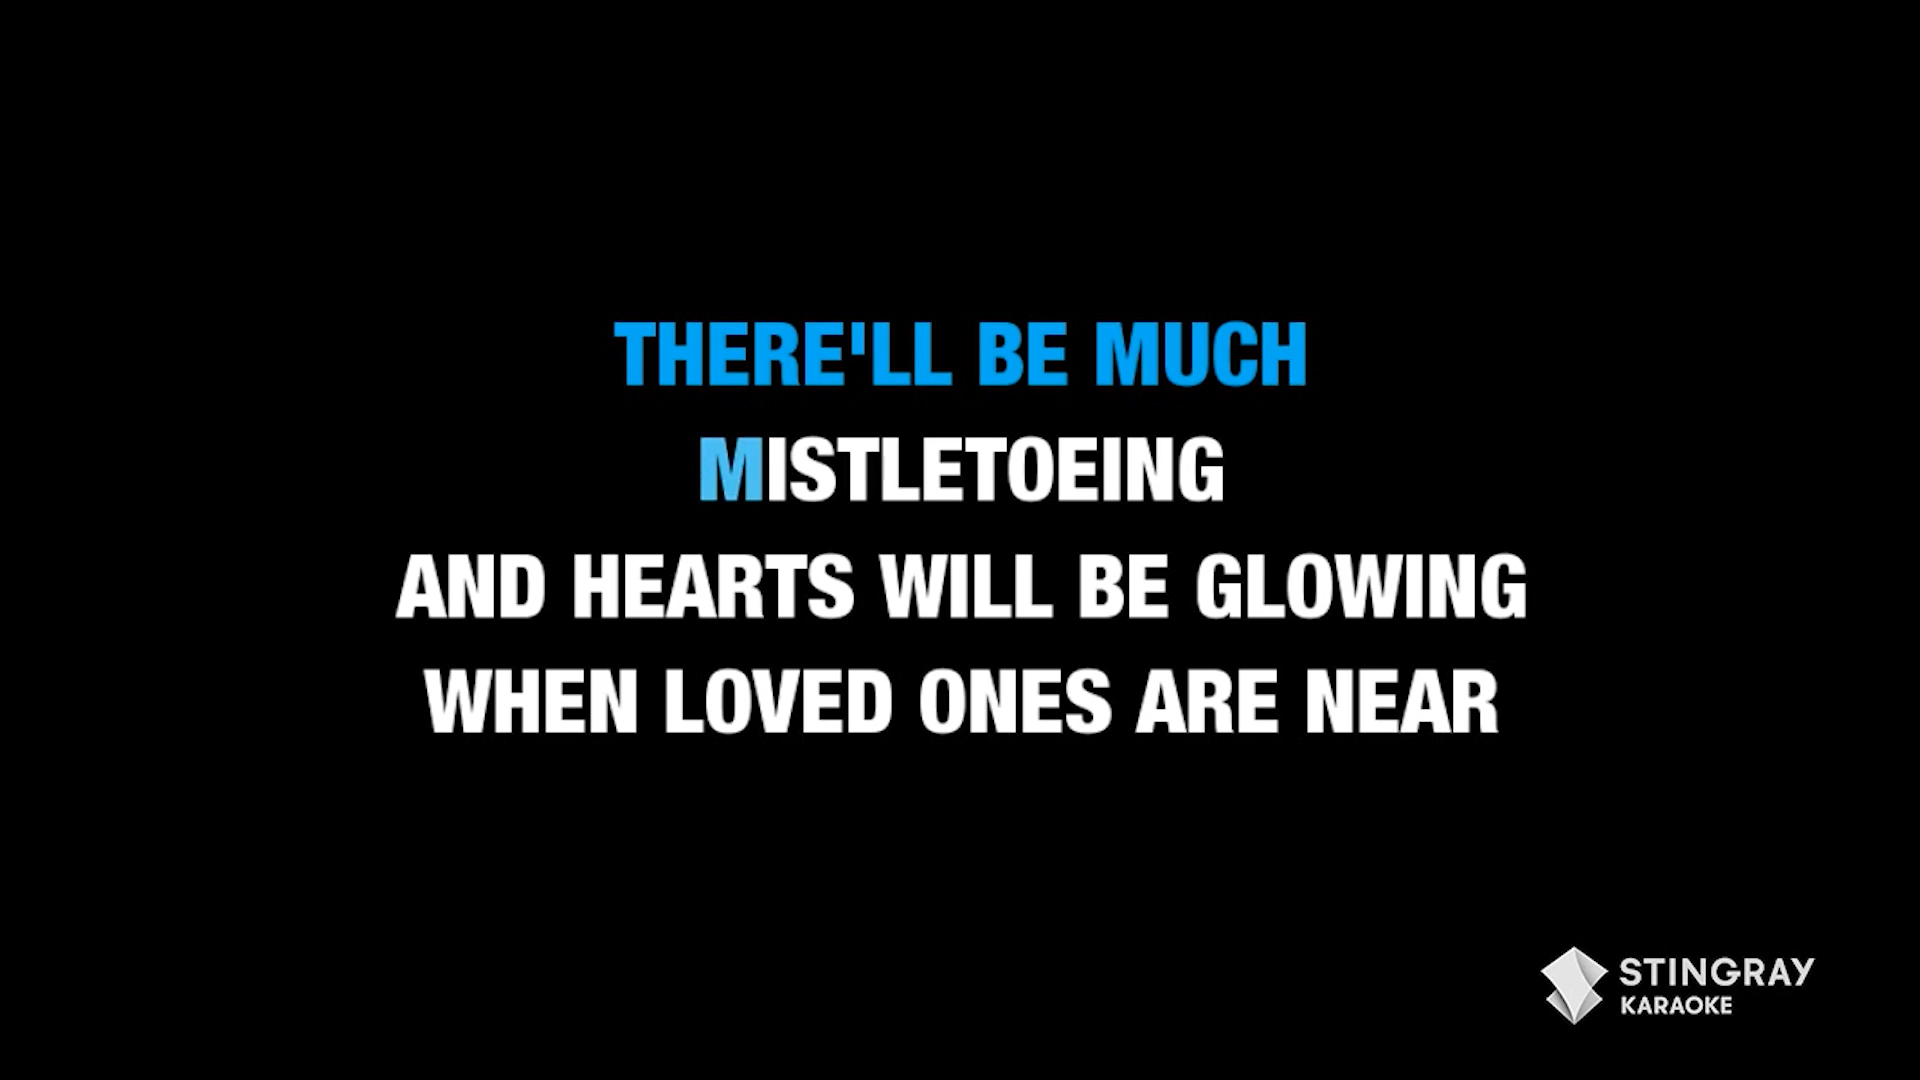 THERE'LL BE MUCH
MISTLETOEING
AND HEARTS WILL BE GLOWING
WHEN LOVED ONES ARE NEAR
STINGRAY
KARAOKE